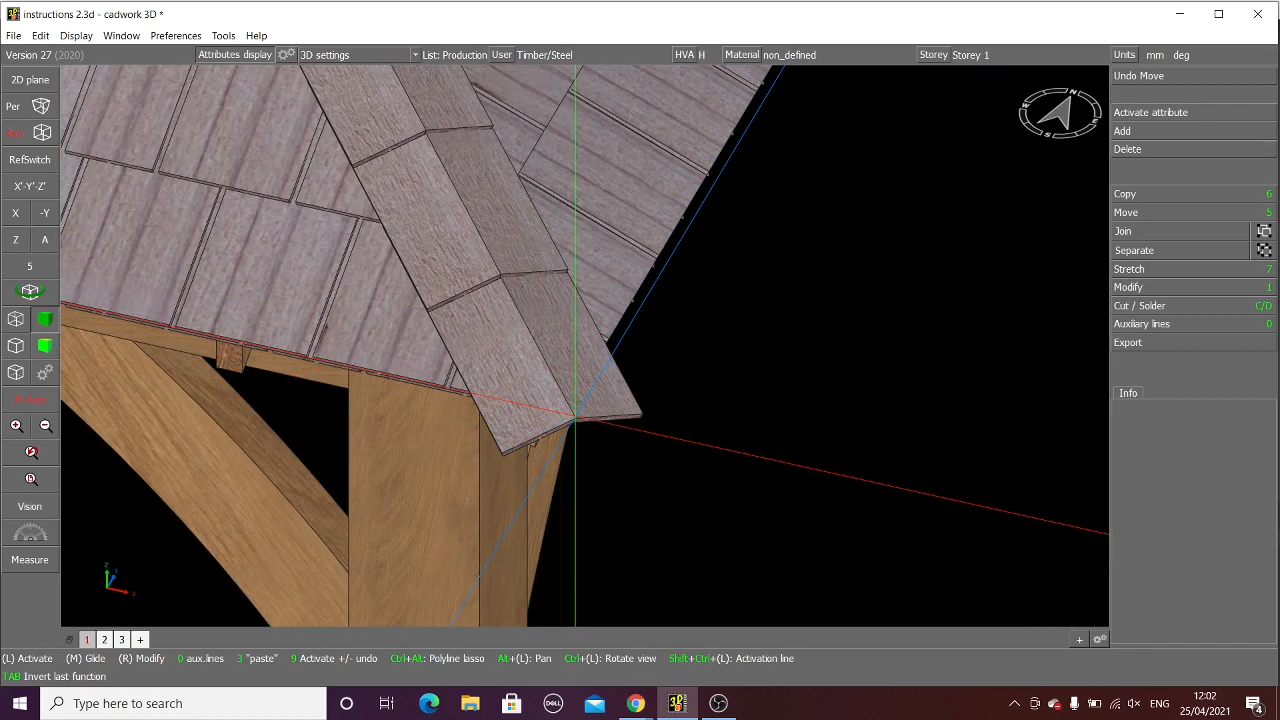 instructions 2.3d - cadwork 3D *
File Edit Display Window Preferences Tools Help
Version 27 (2020) Attributes display 3D settings List: Production User Timber/Steel HVA H Material non_defined Storey Storey 1 Units mm deg
2D plane
Per
Axo
RefSwitch
X'-Y'-Z'
X -Y
Z A
5
Vision
Measure
N
E
S
W
Z
Y
X
Undo Move
Activate attribute
Add
Delete
Copy 6
Move 5
Join
Separate
Stretch 7
Modify 1
Cut / Solder C/D
Auxiliary lines 0
Export
Info
1 2 3 + +
(L) Activate (M) Glide (R) Modify 0 aux.lines 3 "paste" 9 Activate +/- undo Ctrl+Alt: Polyline lasso Alt+(L): Pan Ctrl+(L): Rotate view Shift+Ctrl+(L): Activation line
TAB Invert last function
Type here to search
DELL
3D
ENG
12:02
25/04/2021
4